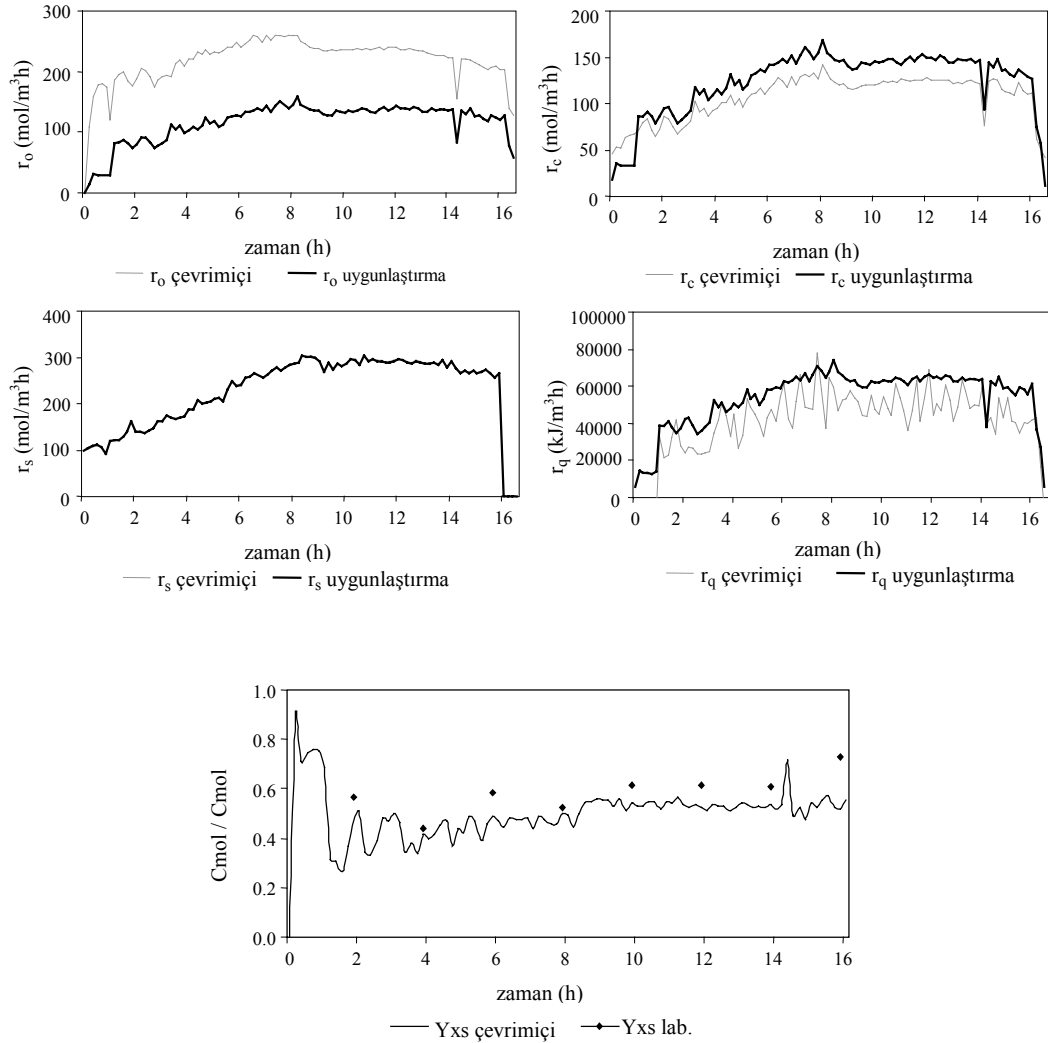 300
200
100
0
r_o (mol/m³h)
0 2 4 6 8 10 12 14 16
zaman (h)
r_o çevrimiçi r_o uygunlaştırma
200
150
100
50
0
r_c (mol/m³h)
0 2 4 6 8 10 12 14 16
zaman (h)
r_c çevrimiçi r_c uygunlaştırma
400
300
200
100
0
r_s (mol/m³h)
0 2 4 6 8 10 12 14 16
zaman (h)
r_s çevrimiçi r_s uygunlaştırma
100000
80000
60000
40000
20000
0
r_q (kJ/m³h)
0 2 4 6 8 10 12 14 16
zaman (h)
r_q çevrimiçi r_q uygunlaştırma
1.0
0.8
0.6
0.4
0.2
0.0
Cmol / Cmol
0 2 4 6 8 10 12 14 16
zaman (h)
Yxs çevrimiçi Yxs lab.